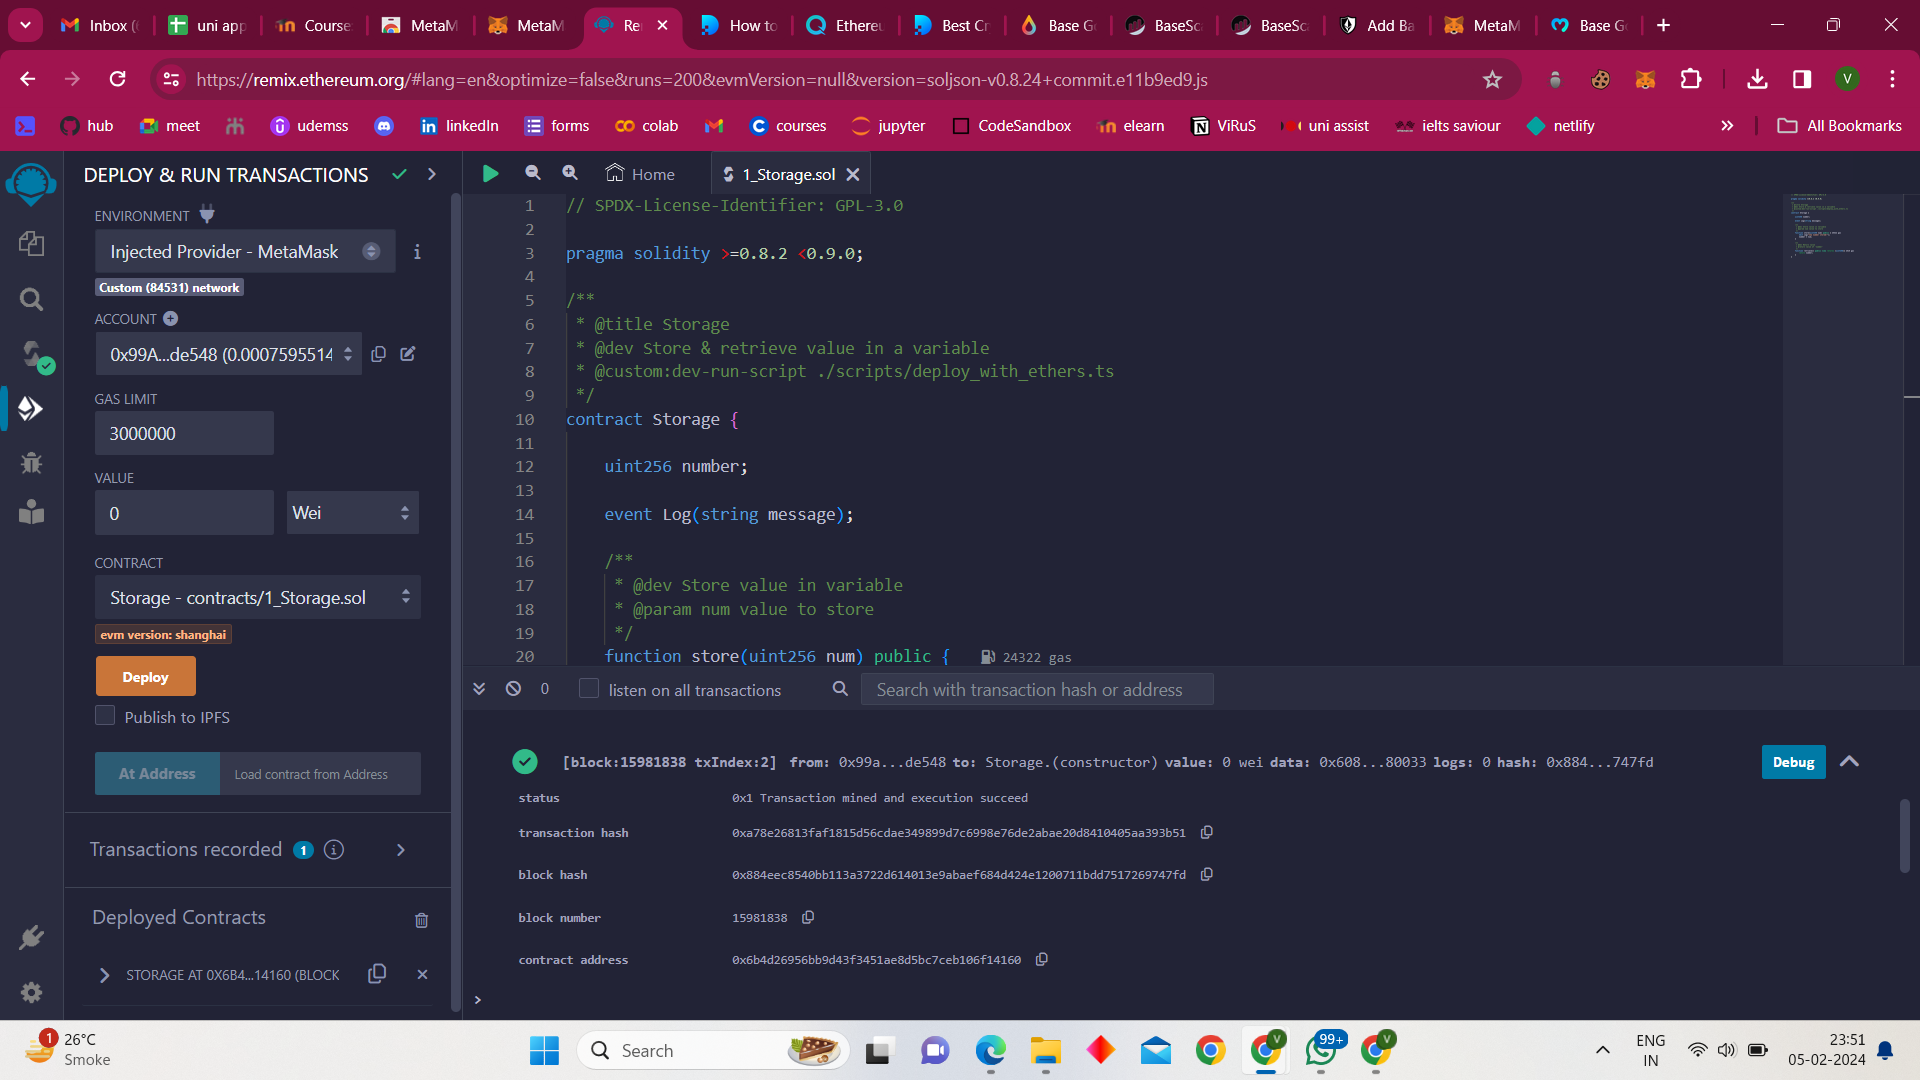 Inbox (
uni app
Course
MetaM
MetaM
Re
How to
Ethereu
Best Cr
Base G
BaseSc
BaseSc
Add Ba
MetaM
Base G
https://remix.ethereum.org/#lang=en&optimize=false&runs=200&evmVersion=null&version=soljson-v0.8.24+commit.e11b9ed9.js
V
hub
meet
udemss
linkedIn
forms
colab
courses
jupyter
CodeSandbox
elearn
ViRuS
uni assist
ielts saviour
netlify
All Bookmarks
DEPLOY & RUN TRANSACTIONS
ENVIRONMENT
Injected Provider - MetaMask
Custom (84531) network
ACCOUNT
0x99A...de548 (0.0007595514
GAS LIMIT
3000000
VALUE
0
Wei
CONTRACT
Storage - contracts/1_Storage.sol
evm version: shanghai
Deploy
Publish to IPFS
At Address
Load contract from Address
Transactions recorded 1
Deployed Contracts
STORAGE AT 0X6B4...14160 (BLOCK
Home
1_Storage.sol
1 // SPDX-License-Identifier: GPL-3.0
2
3 pragma solidity >=0.8.2 <0.9.0;
4
5 /**
6 * @title Storage
7 * @dev Store & retrieve value in a variable
8 * @custom:dev-run-script ./scripts/deploy_with_ethers.ts
9 */
10 contract Storage {
11
12 uint256 number;
13
14 event Log(string message);
15
16 /**
17 * @dev Store value in variable
18 * @param num value to store
19 */
20 function store(uint256 num) public { 24322 gas
0
listen on all transactions
Search with transaction hash or address
[block:15981838 txIndex:2] from: 0x99a...de548 to: Storage.(constructor) value: 0 wei data: 0x608...80033 logs: 0 hash: 0x884...747fd
Debug
status 0x1 Transaction mined and execution succeed
transaction hash 0xa78e26813faf1815d56cdae349899d7c6998e76de2abae20d8410405aa393b51
block hash 0x884eec8540bb113a3722d614013e9abaef684d424e1200711bdd7517269747fd
block number 15981838
contract address 0x6b4d26956bb9d43f3451ae8d5bc7ceb106f14160
>
1
26°C
Smoke
Search
V
99+
V
ENG
IN
23:51
05-02-2024